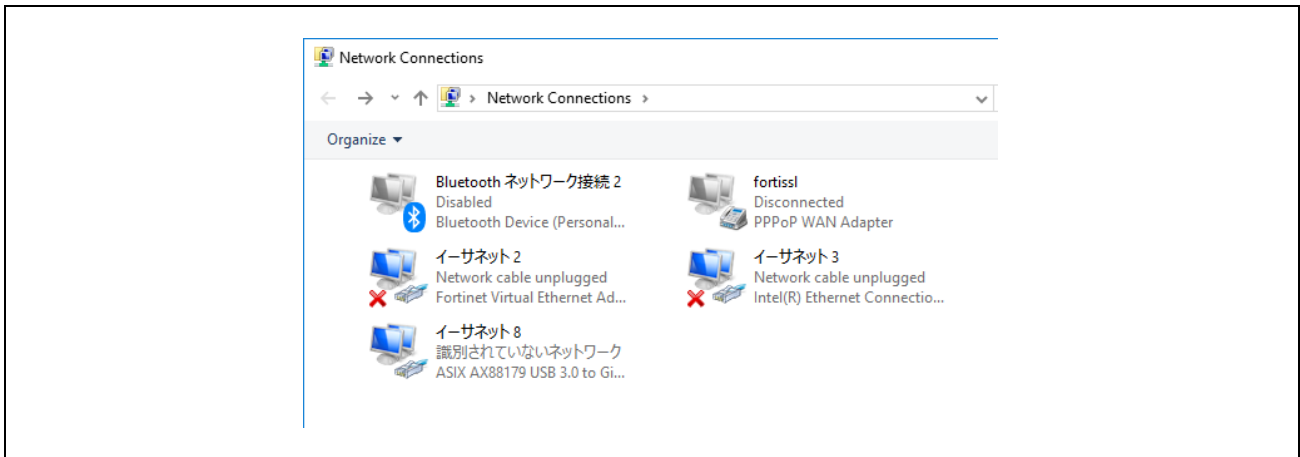 Network Connections
Network Connections
Organize
Bluetooth ネットワーク接続 2
Disabled
Bluetooth Device (Personal...
fortissl
Disconnected
PPPoP WAN Adapter
イーサネット 2
Network cable unplugged
Fortinet Virtual Ethernet Ad...
イーサネット 3
Network cable unplugged
Intel(R) Ethernet Connectio...
イーサネット 8
識別されていないネットワーク
ASIX AX88179 USB 3.0 to Gi...